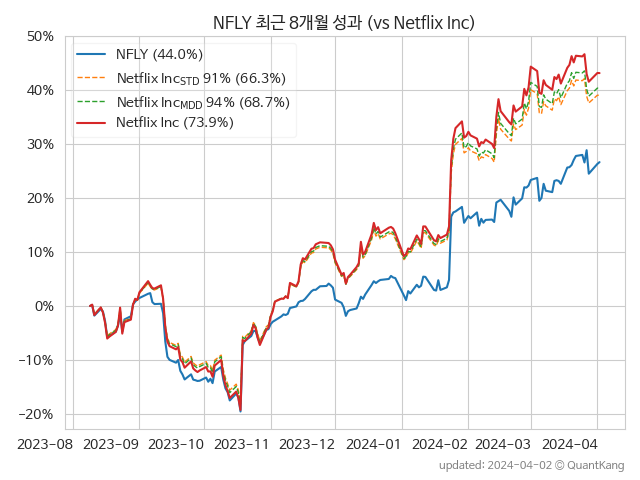 NFLY 최근 8개월 성과 (vs Netflix Inc)
50%
40%
30%
20%
10%
0%
−10%
−20%
NFLY (44.0%)
Netflix Inc_STD 91% (66.3%)
Netflix Inc_MDD 94% (68.7%)
Netflix Inc (73.9%)
2023-08 2023-09 2023-10 2023-11 2023-12 2024-01 2024-02 2024-03 2024-04
updated: 2024-04-02 © QuantKang